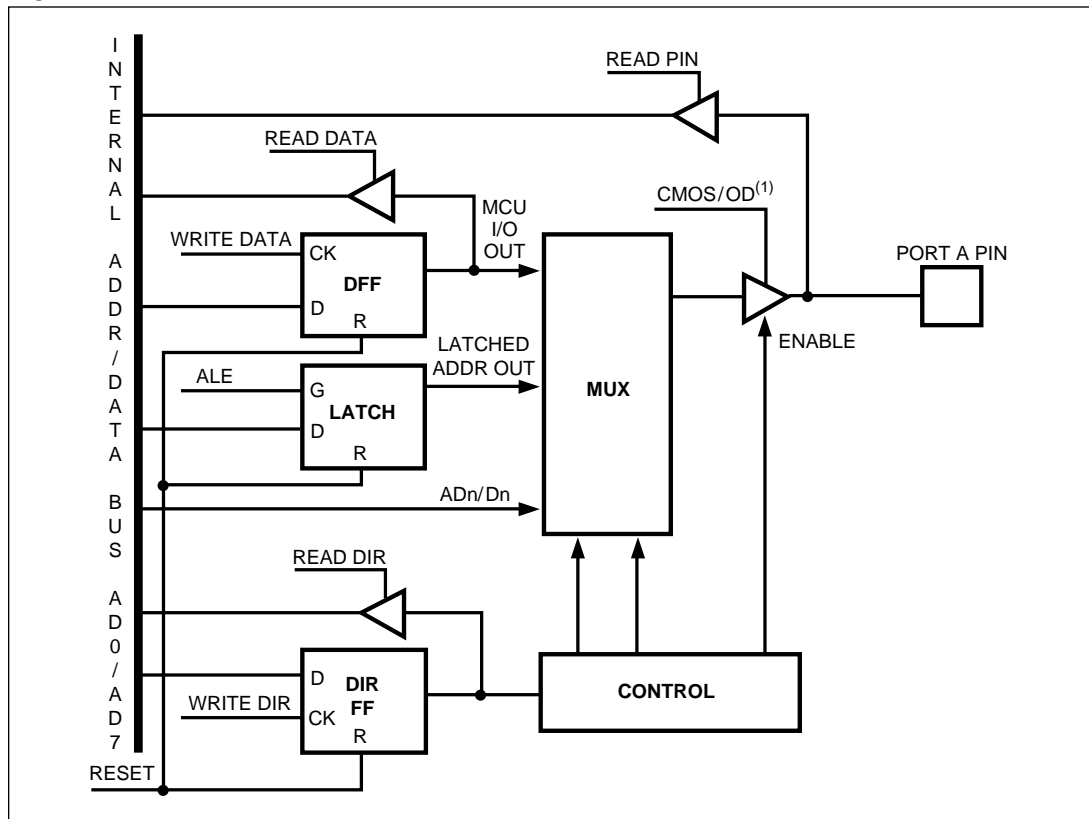 INTERNAL ADDR/DATA BUS AD0/AD7
READ PIN
READ DATA
CMOS/OD(1)
MCU
I/O
OUT
WRITE DATA
CK
DFF
D
R
PORT A PIN
ENABLE
LATCHED
ADDR OUT
ALE
G
LATCH
D
R
MUX
ADn/Dn
READ DIR
D
DIR
FF
WRITE DIR
CK
R
CONTROL
RESET